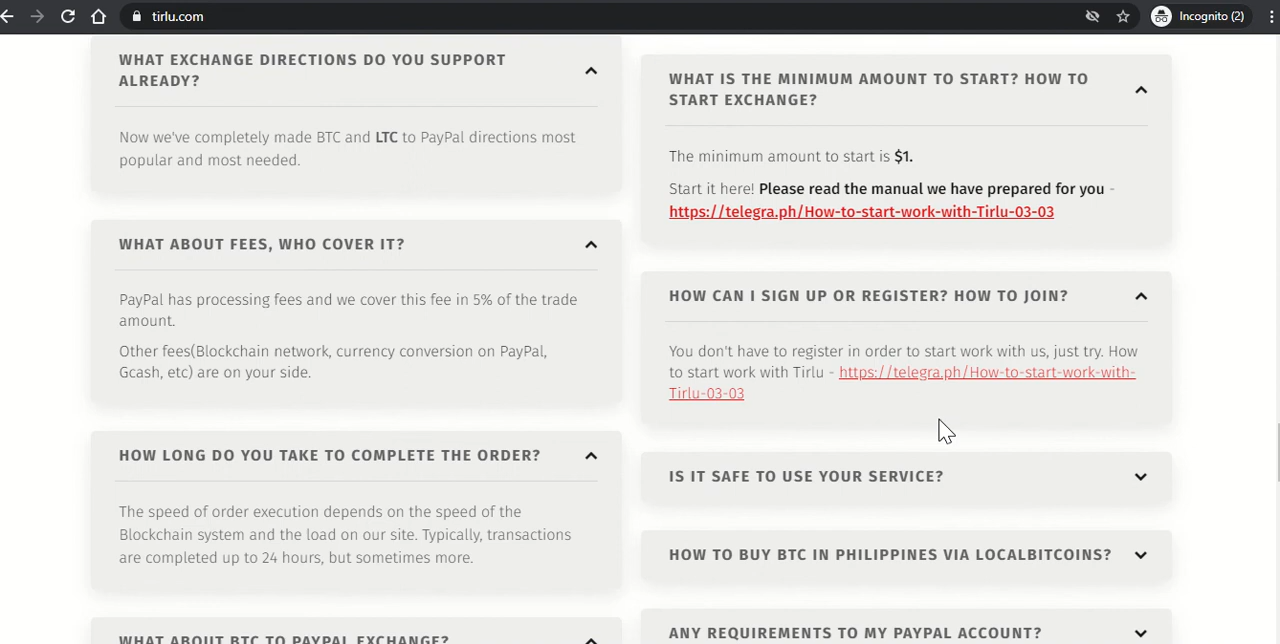 tirlu.com
Incognito (2)
WHAT EXCHANGE DIRECTIONS DO YOU SUPPORT
ALREADY?
Now we've completely made BTC and LTC to PayPal directions most
popular and most needed.
WHAT ABOUT FEES, WHO COVER IT?
PayPal has processing fees and we cover this fee in 5% of the trade
amount.
Other fees(Blockchain network, currency conversion on PayPal,
Gcash, etc) are on your side.
HOW LONG DO YOU TAKE TO COMPLETE THE ORDER?
The speed of order execution depends on the speed of the
Blockchain system and the load on our site. Typically, transactions
are completed up to 24 hours, but sometimes more.
WHAT ABOUT BTC TO PAYPAL EXCHANGE?
WHAT IS THE MINIMUM AMOUNT TO START? HOW TO
START EXCHANGE?
The minimum amount to start is $1.
Start it here! Please read the manual we have prepared for you -
https://telegra.ph/How-to-start-work-with-Tirlu-03-03
HOW CAN I SIGN UP OR REGISTER? HOW TO JOIN?
You don't have to register in order to start work with us, just try. How
to start work with Tirlu - https://telegra.ph/How-to-start-work-with-
Tirlu-03-03
IS IT SAFE TO USE YOUR SERVICE?
HOW TO BUY BTC IN PHILIPPINES VIA LOCALBITCOINS?
ANY REQUIREMENTS TO MY PAYPAL ACCOUNT?